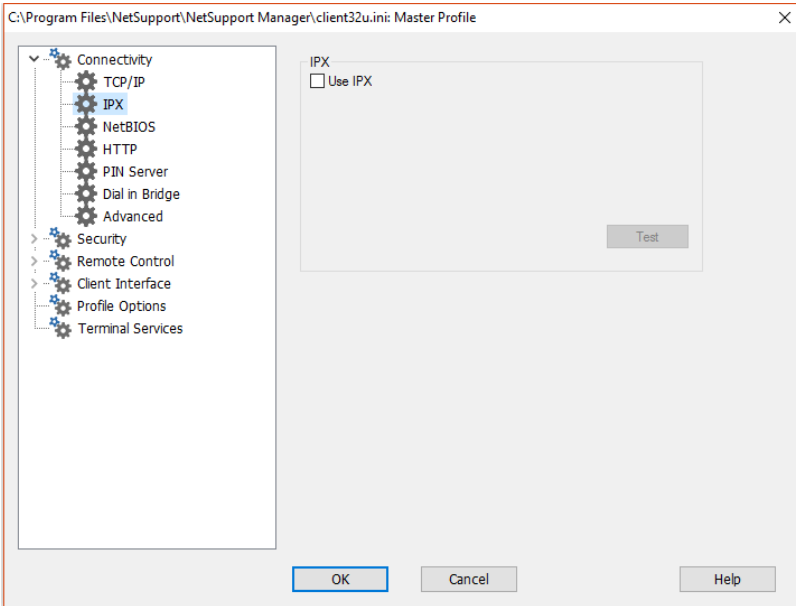 C:\Program Files\NetSupport\NetSupport Manager\client32u.ini: Master Profile
Connectivity
TCP/IP
IPX
NetBIOS
HTTP
PIN Server
Dial in Bridge
Advanced
Security
Remote Control
Client Interface
Profile Options
Terminal Services
IPX
Use IPX
Test
OK
Cancel
Help